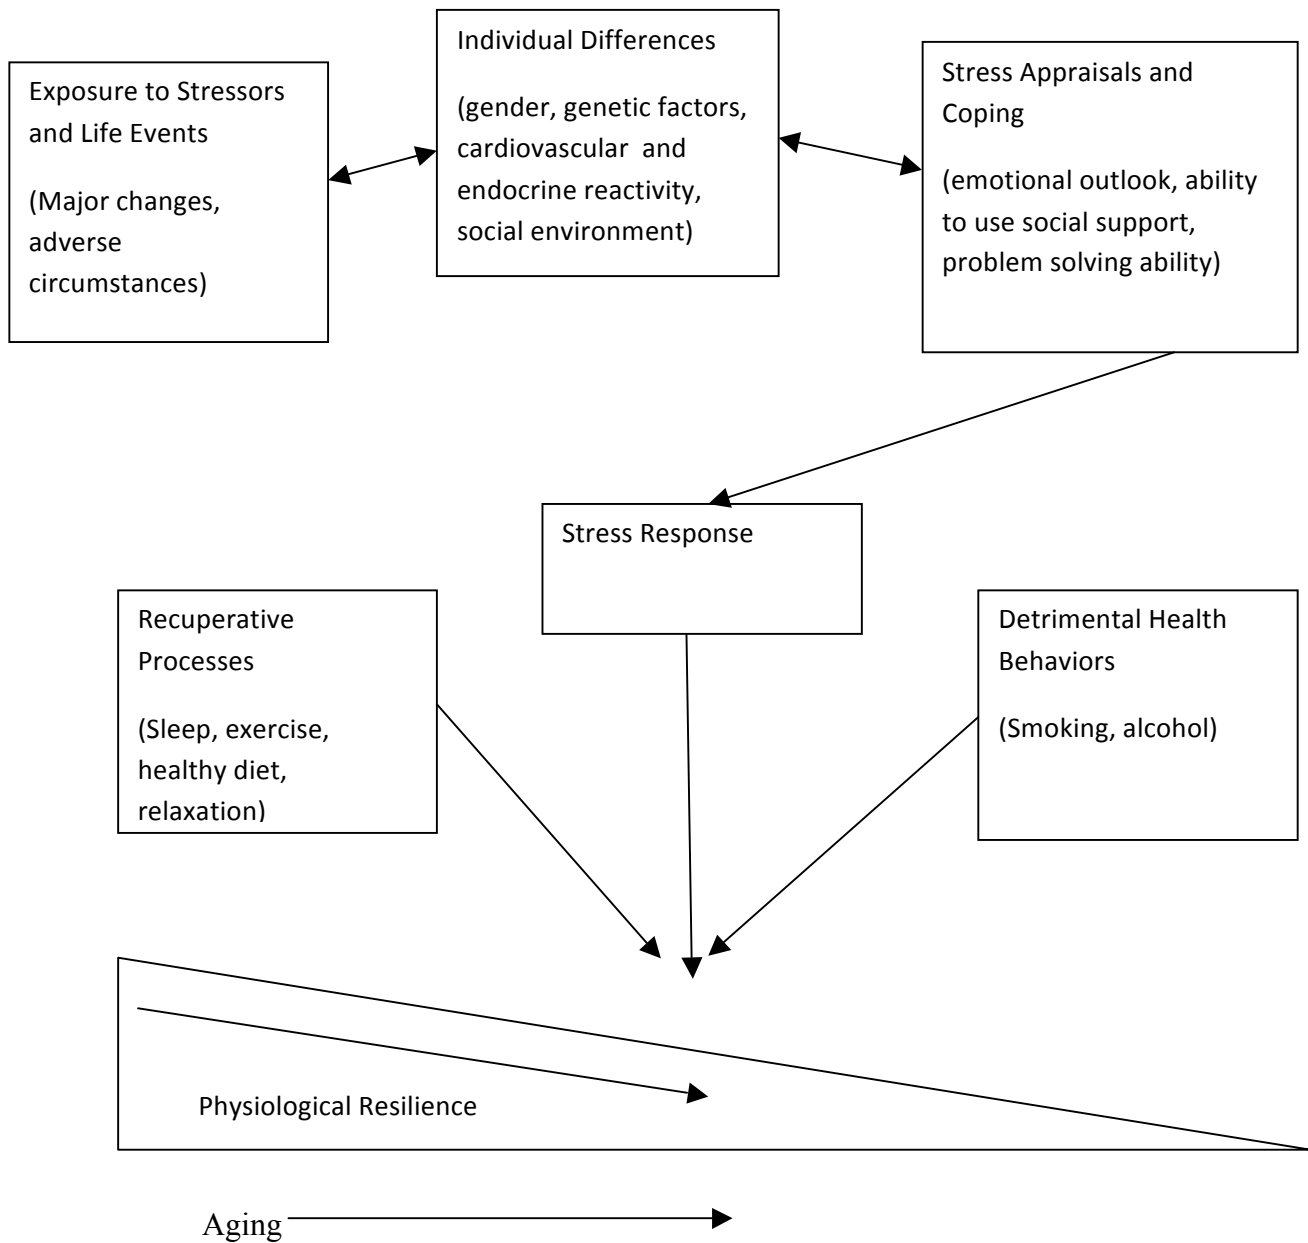 Exposure to Stressors
and Life Events
(Major changes,
adverse
circumstances)
Individual Differences
(gender, genetic factors,
cardiovascular and
endocrine reactivity,
social environment)
Stress Appraisals and
Coping
(emotional outlook, ability
to use social support,
problem solving ability)
Stress Response
Recuperative
Processes
(Sleep, exercise,
healthy diet,
relaxation)
Detrimental Health
Behaviors
(Smoking, alcohol)
Physiological Resilience
Aging